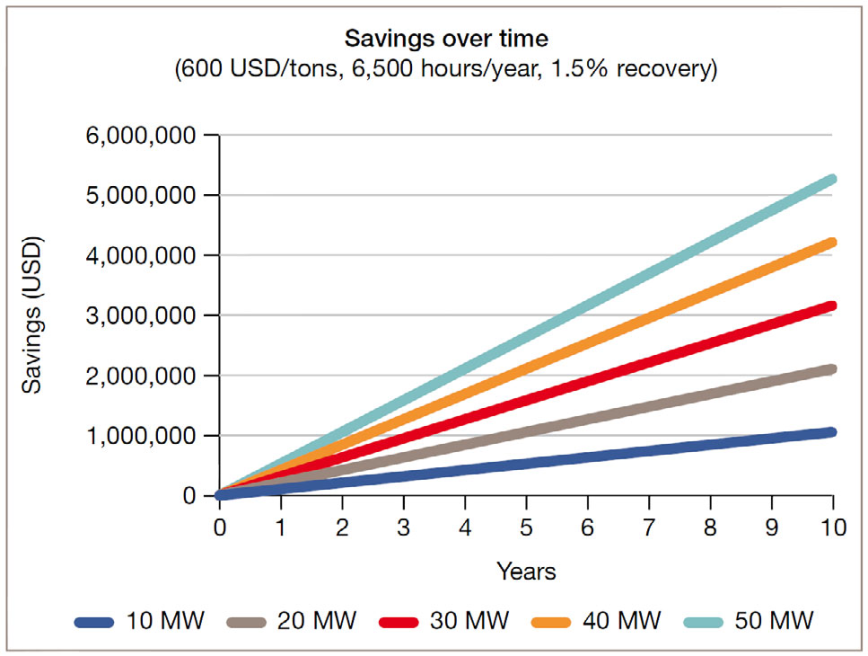 Savings over time
(600 USD/tons, 6,500 hours/year, 1.5% recovery)
6,000,000
5,000,000
4,000,000
3,000,000
2,000,000
1,000,000
0
Savings (USD)
0 1 2 3 4 5 6 7 8 9 10
Years
10 MW 20 MW 30 MW 40 MW 50 MW